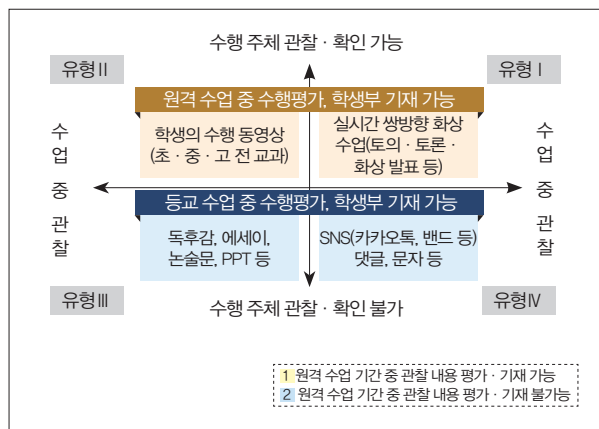 수행 주체 관찰 · 확인 가능
유형Ⅱ
유형Ⅰ
원격 수업 중 수행평가, 학생부 기재 가능
학생의 수행 동영상
(초 · 중 · 고 전 교과)
실시간 쌍방향 화상
수업(토의 · 토론 ·
화상 발표 등)
수업 중 관찰
수업 중 관찰
등교 수업 중 수행평가, 학생부 기재 가능
독후감, 에세이,
논술문, PPT 등
SNS(카카오톡, 밴드 등)
댓글, 문자 등
유형Ⅲ
유형Ⅳ
수행 주체 관찰 · 확인 불가
1 원격 수업 기간 중 관찰 내용 평가 · 기재 가능
2 원격 수업 기간 중 관찰 내용 평가 · 기재 불가능